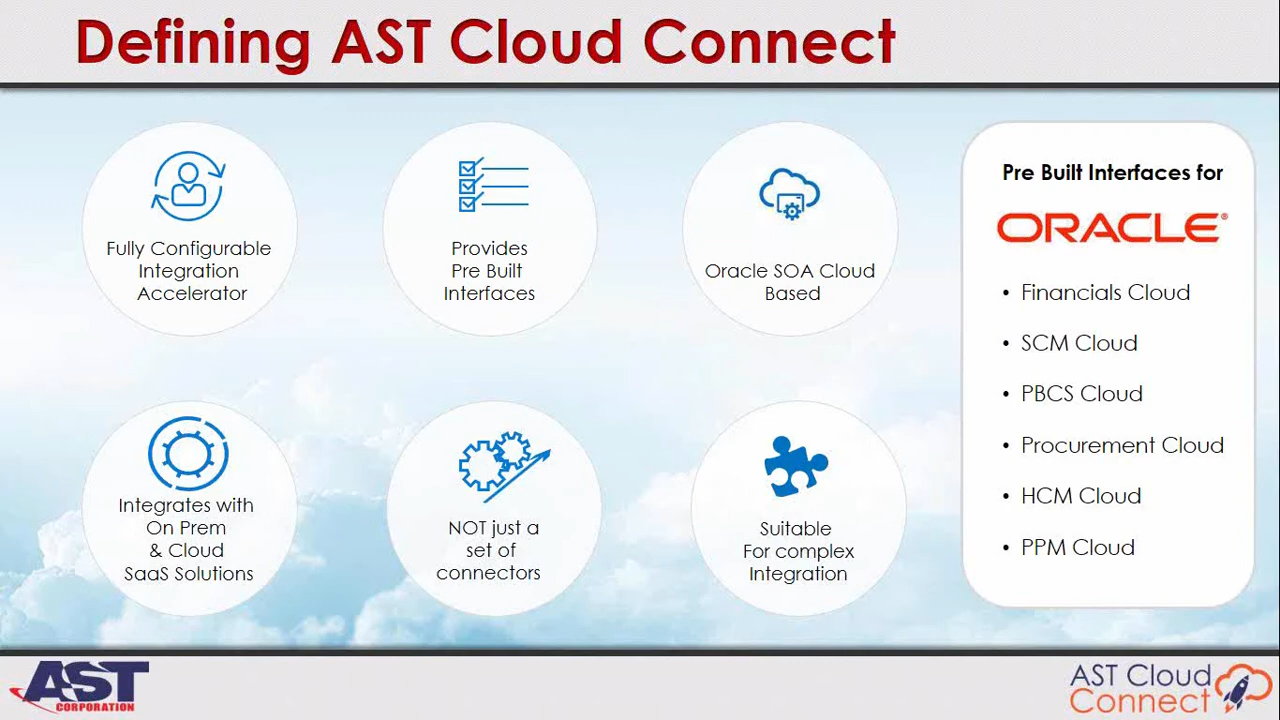 Defining AST Cloud Connect
Fully Configurable
Integration
Accelerator
Provides
Pre Built
Interfaces
Oracle SOA Cloud
Based
Integrates with
On Prem
& Cloud
SaaS Solutions
NOT just a
set of
connectors
Suitable
For complex
Integration
Pre Built Interfaces for
ORACLE®
• Financials Cloud
• SCM Cloud
• PBCS Cloud
• Procurement Cloud
• HCM Cloud
• PPM Cloud
AST
CORPORATION
AST Cloud
Connect